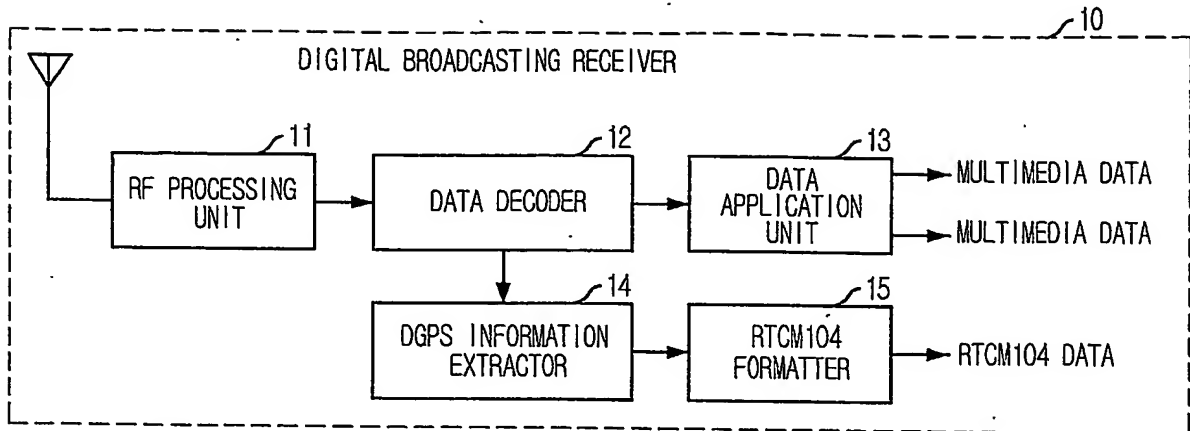 10
DIGITAL BROADCASTING RECEIVER
11
RF PROCESSING
UNIT
12
DATA DECODER
13
DATA
APPLICATION
UNIT
MULTIMEDIA DATA
MULTIMEDIA DATA
14
DGPS INFORMATION
EXTRACTOR
15
RTCM104
FORMATTER
RTCM104 DATA